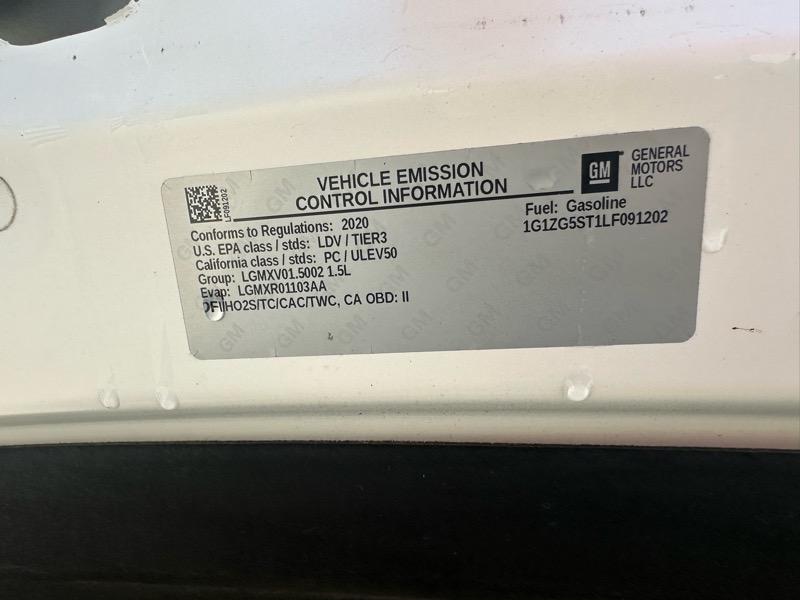 VEHICLE EMISSION
CONTROL INFORMATION
GM
GENERAL
MOTORS
LLC
LF091202
Conforms to Regulations: 2020
U.S. EPA class / stds: LDV / TIER3
California class / stds: PC / ULEV50
Group: LGMXV01.5002 1.5L
Evap: LGMXR01103AA
DFI/HO2S/TC/CAC/TWC, CA OBD: II
Fuel: Gasoline
1G1ZG5ST1LF091202